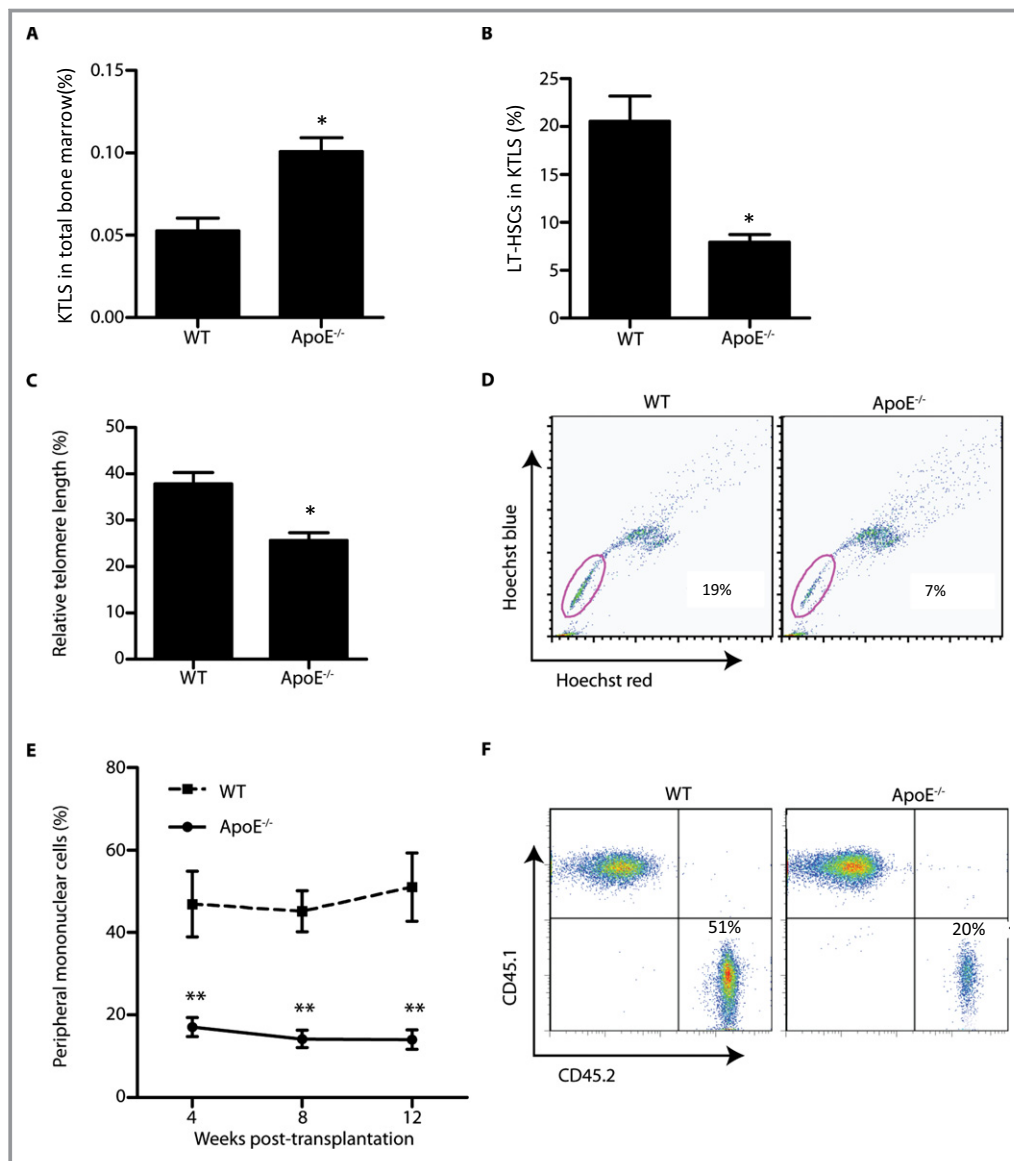 A
KTLS in total bone marrow(%)
0.15
0.10
0.05
0.00
*
WT
ApoE-/-
B
LT-HSCs in KTLS (%)
25
20
15
10
5
0
*
WT
ApoE-/-
C
Relative telomere length (%)
50
40
30
20
10
0
*
WT
ApoE-/-
D
WT
ApoE-/-
Hoechst blue
19%
7%
Hoechst red
E
Peripheral mononuclear cells (%)
80
60
40
20
0
WT
ApoE-/-
** ** **
4 8 12
Weeks post-transplantation
F
WT
ApoE-/-
CD45.1
51%
20%
CD45.2